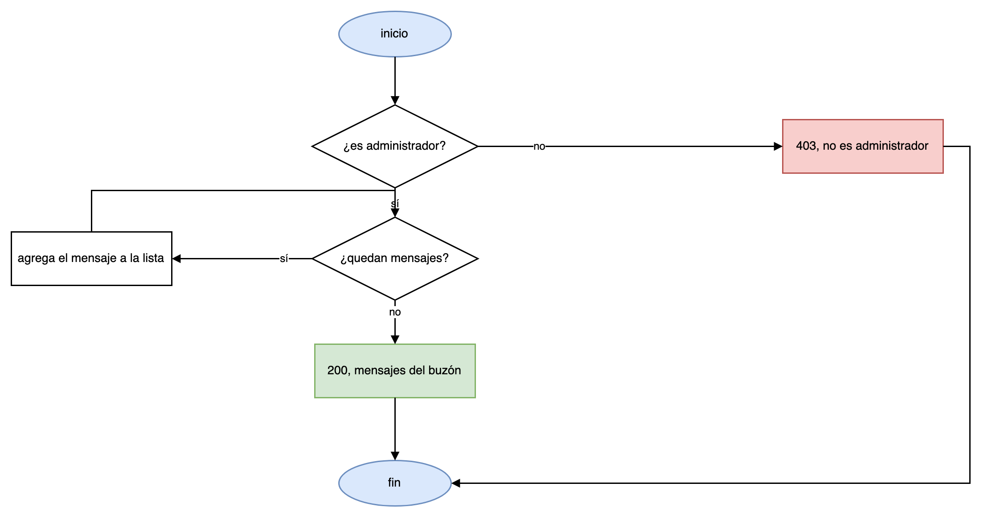 inicio
¿es administrador?
no
403, no es administrador
sí
agrega el mensaje a la lista
sí
¿quedan mensajes?
no
200, mensajes del buzón
fin